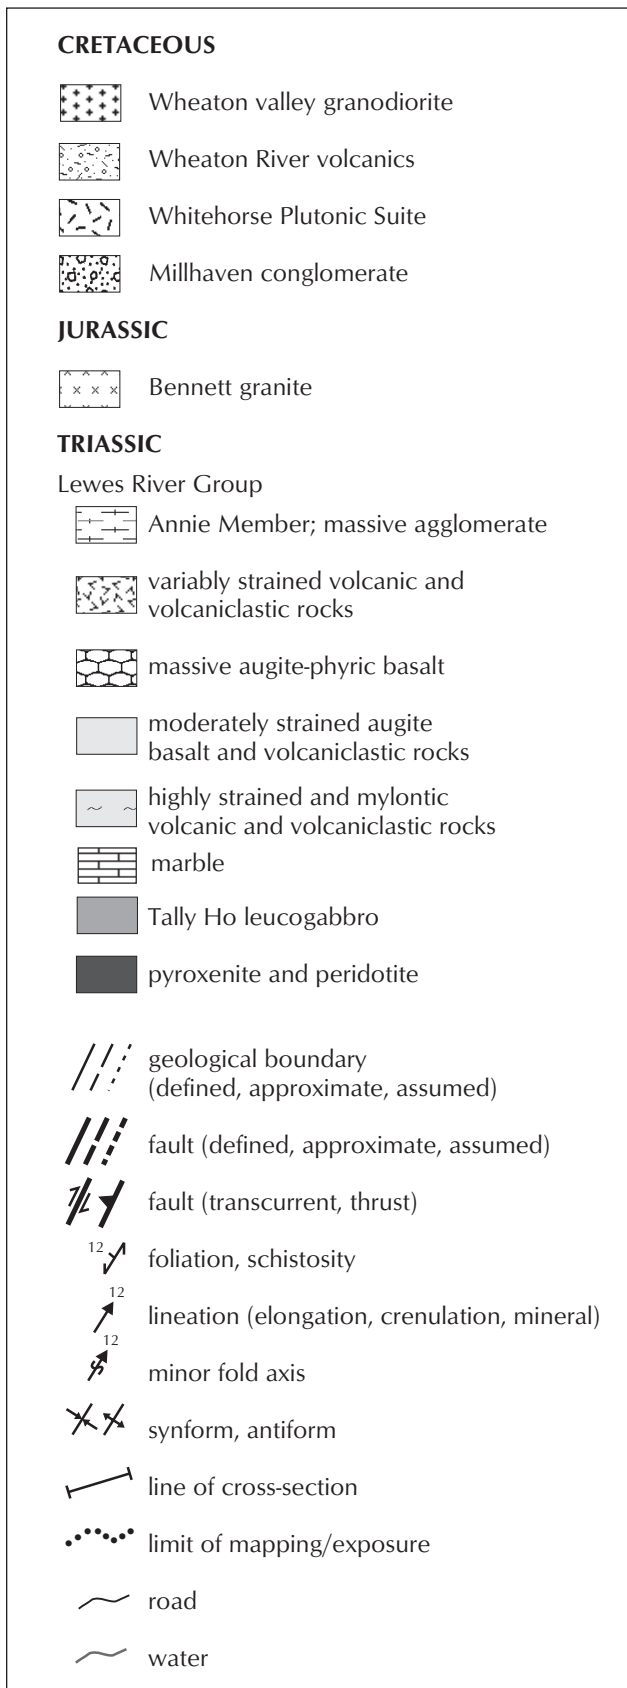 CRETACEOUS
Wheaton valley granodiorite
Wheaton River volcanics
Whitehorse Plutonic Suite
Millhaven conglomerate
JURASSIC
Bennett granite
TRIASSIC
Lewes River Group
Annie Member; massive agglomerate
variably strained volcanic and
volcaniclastic rocks
massive augite-phyric basalt
moderately strained augite
basalt and volcaniclastic rocks
highly strained and mylontic
volcanic and volcaniclastic rocks
marble
Tally Ho leucogabbro
pyroxenite and peridotite
geological boundary
(defined, approximate, assumed)
fault (defined, approximate, assumed)
fault (transcurrent, thrust)
12 foliation, schistosity
12
lineation (elongation, crenulation, mineral)
12
minor fold axis
synform, antiform
line of cross-section
limit of mapping/exposure
road
water